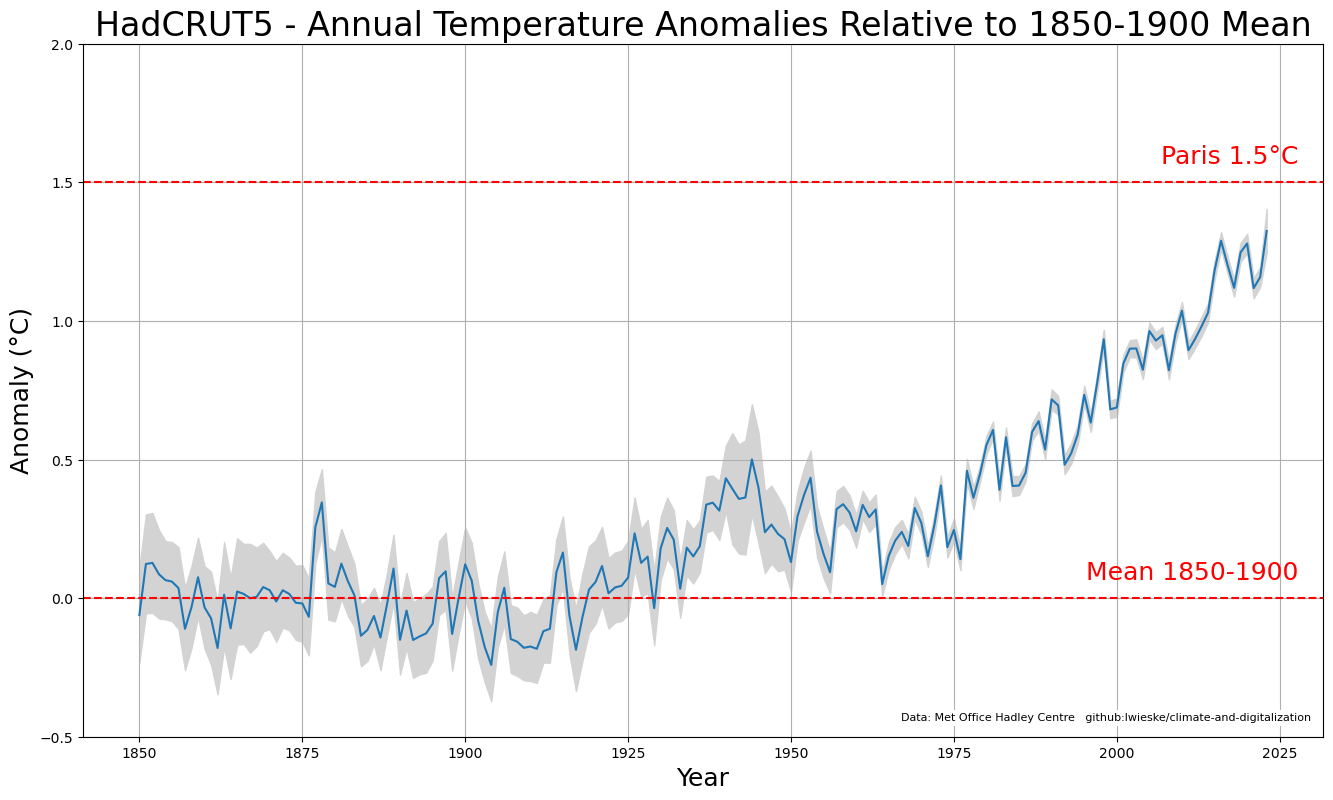 HadCRUT5 - Annual Temperature Anomalies Relative to 1850-1900 Mean
2.0
Paris 1.5°C
1.5
1.0
Anomaly (°C)
0.5
Mean 1850-1900
0.0
Data: Met Office Hadley Centre github:lwieske/climate-and-digitalization
−0.5
1850 1875 1900 1925 1950 1975 2000 2025
Year